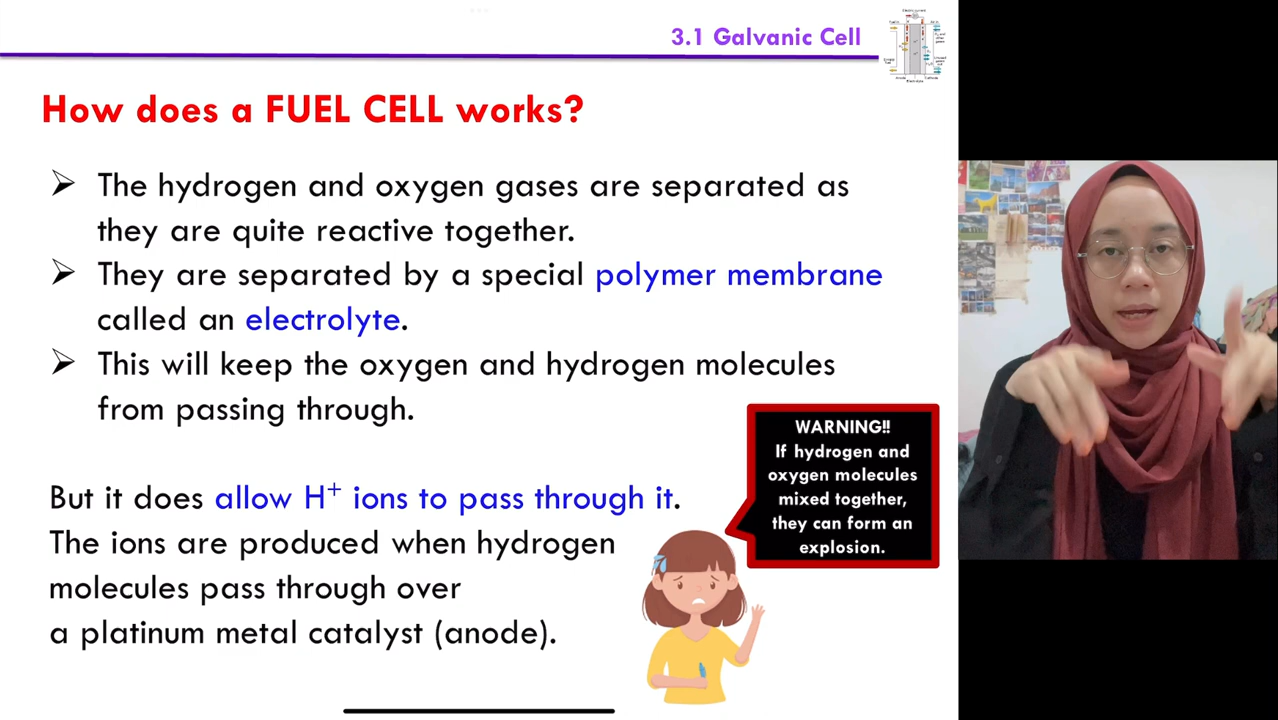 3.1 Galvanic Cell
How does a FUEL CELL works?
➢ The hydrogen and oxygen gases are separated as
they are quite reactive together.
➢ They are separated by a special polymer membrane
called an electrolyte.
➢ This will keep the oxygen and hydrogen molecules
from passing through.
But it does allow H⁺ ions to pass through it.
The ions are produced when hydrogen
molecules pass through over
a platinum metal catalyst (anode).
WARNING!!
If hydrogen and
oxygen molecules
mixed together,
they can form an
explosion.